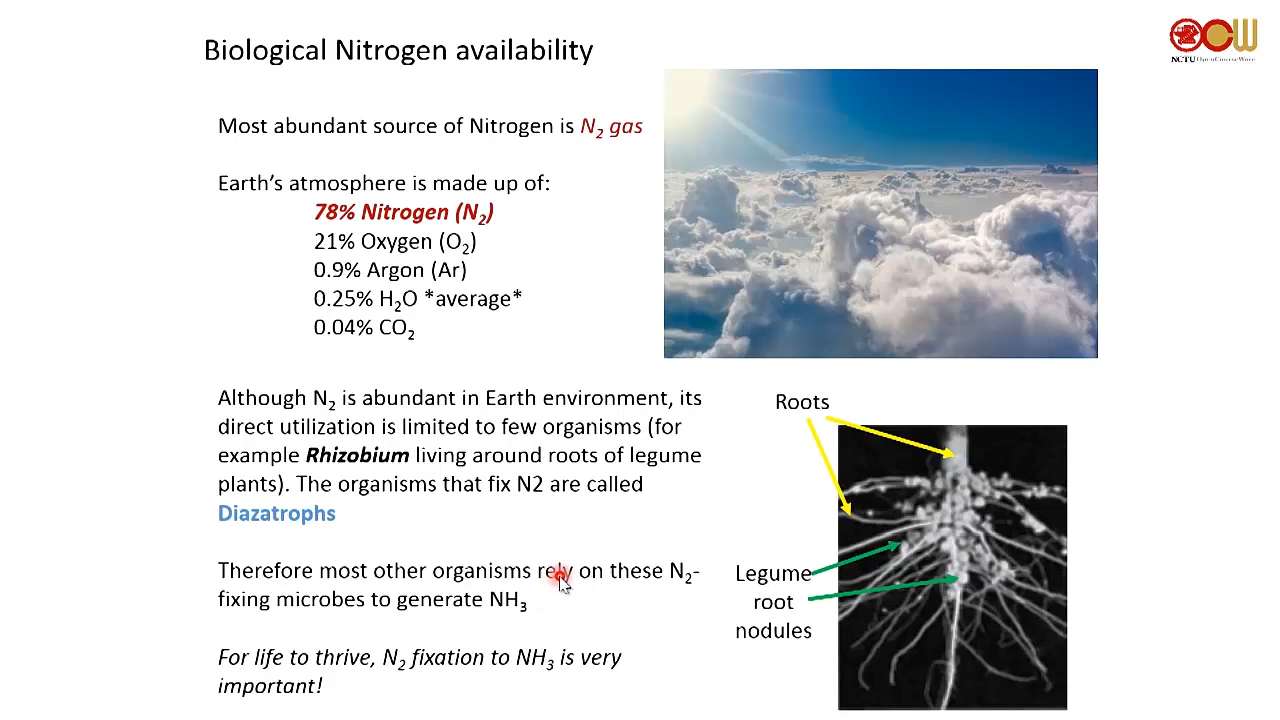 Biological Nitrogen availability
OCW
NCTU OpenCourseWare
Most abundant source of Nitrogen is N₂ gas
Earth's atmosphere is made up of:
78% Nitrogen (N₂)
21% Oxygen (O₂)
0.9% Argon (Ar)
0.25% H₂O *average*
0.04% CO₂
Although N₂ is abundant in Earth environment, its
direct utilization is limited to few organisms (for
example Rhizobium living around roots of legume
plants). The organisms that fix N2 are called
Diazatrophs
Therefore most other organisms rely on these N₂-
fixing microbes to generate NH₃
For life to thrive, N₂ fixation to NH₃ is very
important!
Roots
Legume
root
nodules